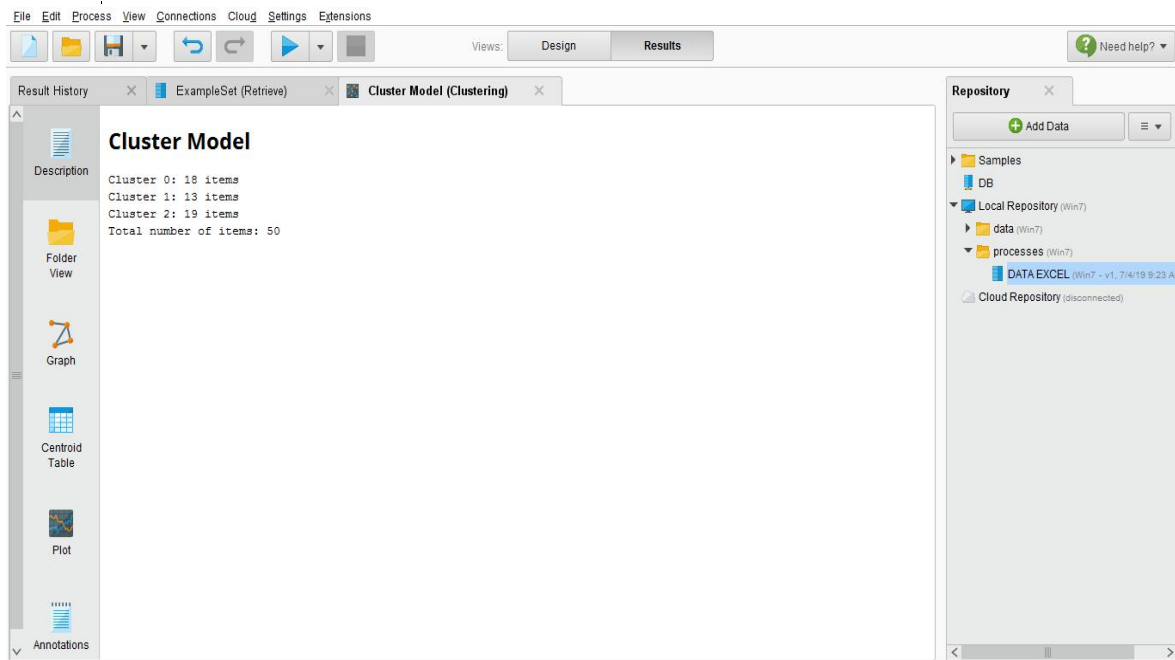 File Edit Process View Connections Cloud Settings Extensions
Views: Design Results Need help?
Result History ExampleSet (Retrieve) Cluster Model (Clustering)
Cluster Model
Cluster 0: 18 items
Cluster 1: 13 items
Cluster 2: 19 items
Total number of items: 50
Description
Folder
View
Graph
Centroid
Table
Plot
Annotations
Repository
Add Data
Samples
DB
Local Repository (Win7)
data (Win7)
processes (Win7)
DATA EXCEL (Win7 - v1, 7/4/19 9:23 A
Cloud Repository (disconnected)